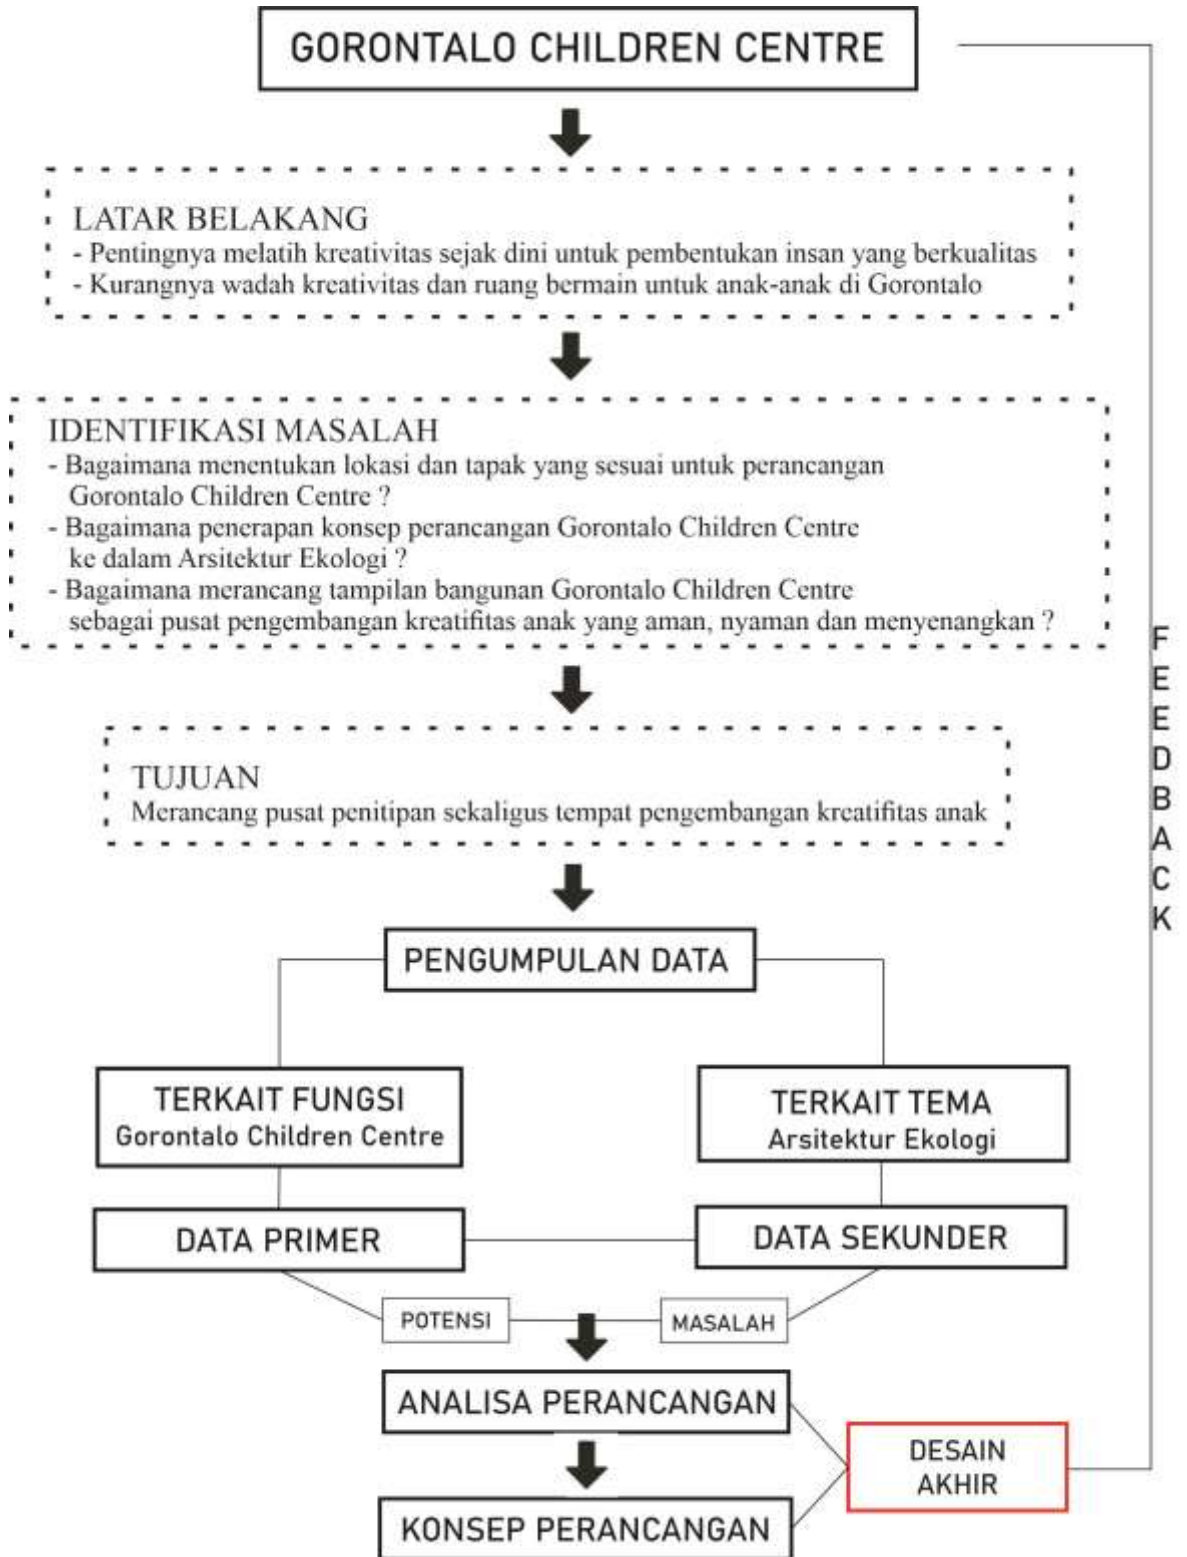 GORONTALO CHILDREN CENTRE
LATAR BELAKANG
- Pentingnya melatih kreativitas sejak dini untuk pembentukan insan yang berkualitas
- Kurangnya wadah kreativitas dan ruang bermain untuk anak-anak di Gorontalo
IDENTIFIKASI MASALAH
- Bagaimana menentukan lokasi dan tapak yang sesuai untuk perancangan
Gorontalo Children Centre ?
- Bagaimana penerapan konsep perancangan Gorontalo Children Centre
ke dalam Arsitektur Ekologi ?
- Bagaimana merancang tampilan bangunan Gorontalo Children Centre
sebagai pusat pengembangan kreatifitas anak yang aman, nyaman dan menyenangkan ?
TUJUAN
Merancang pusat penitipan sekaligus tempat pengembangan kreatifitas anak
PENGUMPULAN DATA
TERKAIT FUNGSI
Gorontalo Children Centre
TERKAIT TEMA
Arsitektur Ekologi
DATA PRIMER
DATA SEKUNDER
POTENSI
MASALAH
ANALISA PERANCANGAN
KONSEP PERANCANGAN
DESAIN
AKHIR
FEEDBACK